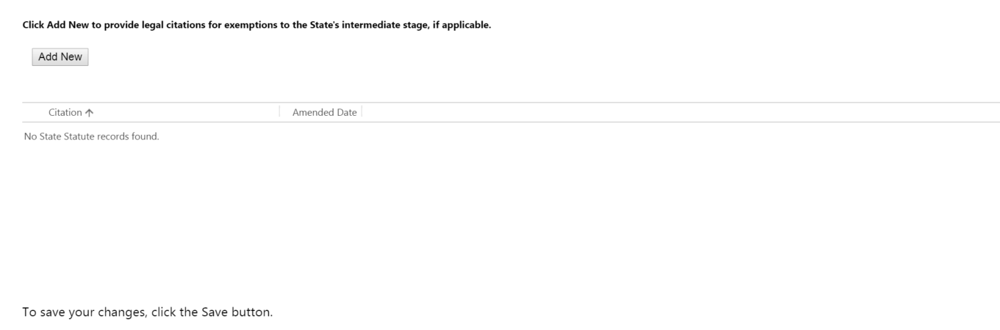 Click Add New to provide legal citations for exemptions to the State's intermediate stage, if applicable.
Add New
Citation ↑ Amended Date
No State Statute records found.
To save your changes, click the Save button.